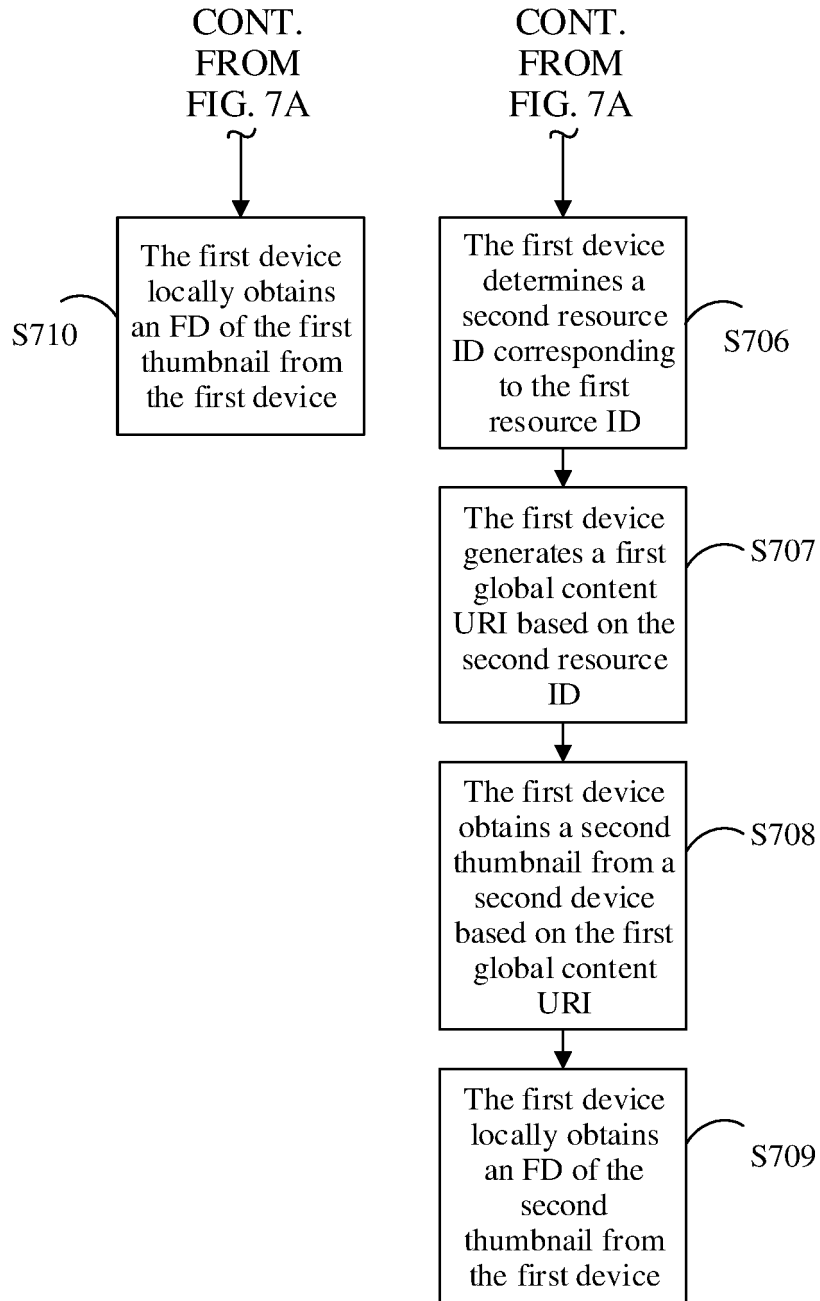 CONT.
FROM
FIG. 7A
The first device
locally obtains
an FD of the first
thumbnail from
the first device
S710
CONT.
FROM
FIG. 7A
The first device
determines a
second resource
ID corresponding
to the first
resource ID
S706
The first device
generates a first
global content
URI based on the
second resource
ID
S707
The first device
obtains a second
thumbnail from a
second device
based on the first
global content
URI
S708
The first device
locally obtains
an FD of the
second
thumbnail from
the first device
S709